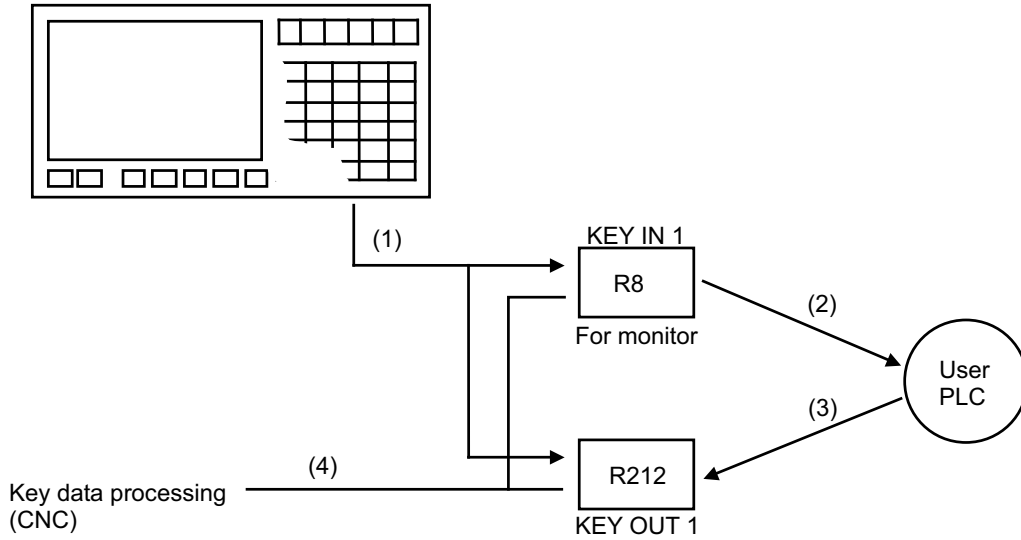 (1)
KEY IN 1
R8
For monitor
(2)
User
PLC
(3)
R212
KEY OUT 1
(4)
Key data processing
(CNC)